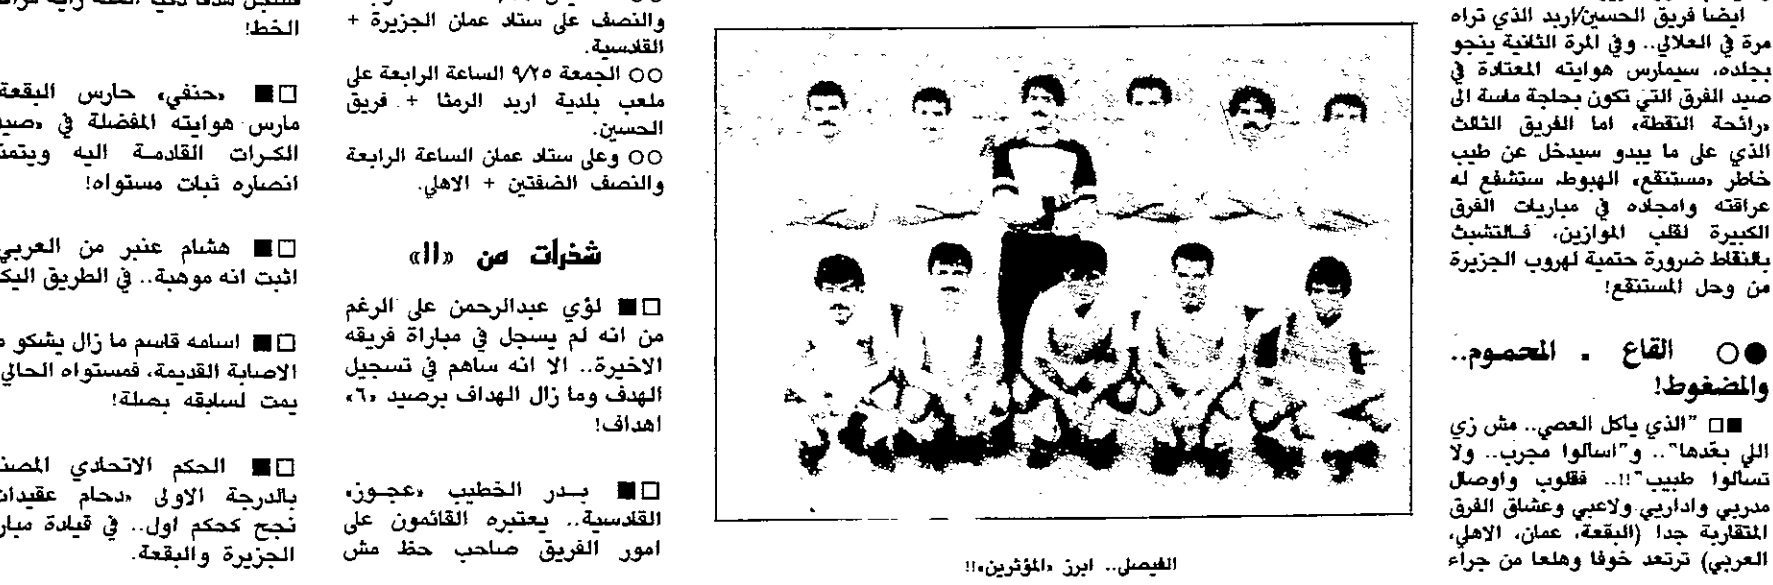 ايضا فريق الحسين/اربد الذي تراه
مرة في العلالي.. وفي المرة الثانية ينجو
بجلده، سيمارس هوايته المعتادة في
صيد الفرق التي تكون بحاجة ماسة الى
«رائحة النقطة» اما الفريق الثالث
الذي على ما يبدو سيدخل عن طيب
خاطر «مستنقع» الهبوط ستشفع له
عراقته وامجاده في مباريات الفرق
الكبيرة لقلب الموازين، فالتشبث
بالنقاط ضرورة حتمية لهروب الجزيرة
من وحل المستنقع!
●○ القاع . المحموم..
والمضغوط!
■□ "الذي ياكل العصي.. مش زي
اللي بعّدها".. و"اسالوا مجرب.. ولا
تسالوا طبيب"!!.. فقلوب واوصال
مدربي واداريي ولاعبي وعشاق الفرق
المتقاربة جدا (البقعة، عمان، الاهلي،
العربي) ترتعد خوفا وهلعا من جراء
الفيصلي.. ابرز «المؤثرين»!!
والنصف على ستاد عمان الجزيرة +
القادسية.
○○ الجمعة ٩/٢٥ الساعة الرابعة على
ملعب بلدية اربد الرمثا + فريق
الحسين.
○○ وعلى ستاد عمان الساعة الرابعة
والنصف الضفتين + الاهلي.
شذرات من «١١»
□■ لؤي عبدالرحمن على الرغم
من انه لم يسجل في مباراة فريقه
الاخيرة.. الا انه ساهم في تسجيل
الهدف وما زال الهداف برصيد «٦»
اهداف!
□■ بدر الخطيب «عجوز»
القادسية.. يعتبره القائمون على
امور الفريق صاحب حظ مش
الخط!
□■ «حنفي» حارس البقعة
مارس هوايته المفضلة في «صيد
الكرات القادمة اليه ويتمنى
انصاره ثبات مستواه!
□■ هشام عنبر من العربي
اثبت انه موهبة.. في الطريق اليك
□■ اسامه قاسم ما زال يشكو
الاصابة القديمة، فمستواه الحالي
يمت لسابقه بصلة!
□■ الحكم الاتحادي المصنف
بالدرجة الاولى «دحام عقيدات
نجح كحكم اول.. في قيادة مباراة
الجزيرة والبقعة.